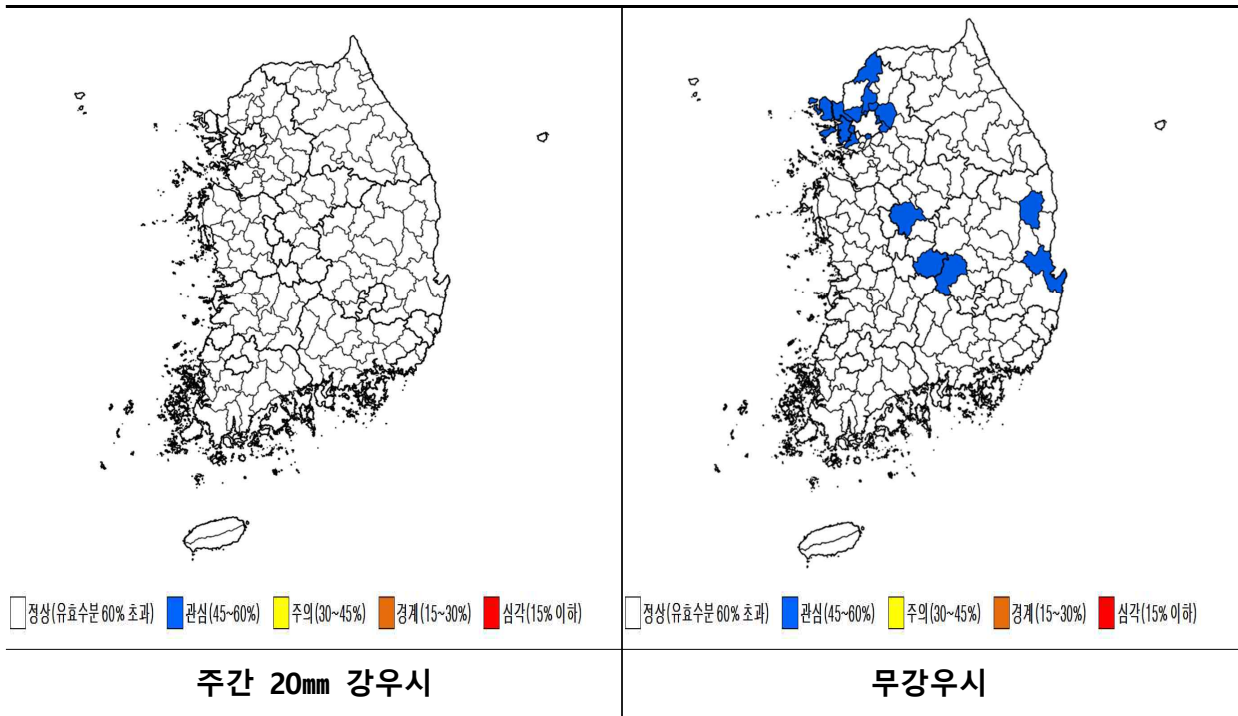 정상(유효수분 60% 초과) 관심(45~60%) 주의(30~45%) 경계(15~30%) 심각(15% 이하)
정상(유효수분 60% 초과) 관심(45~60%) 주의(30~45%) 경계(15~30%) 심각(15% 이하)
주간 20㎜ 강우시
무강우시